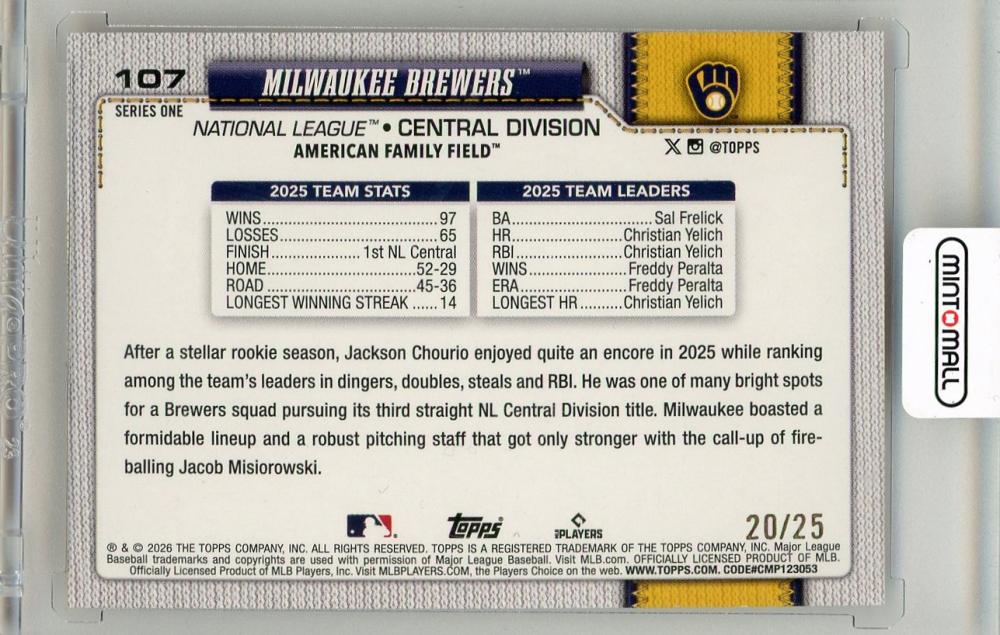 107
SERIES ONE
MILWAUKEE BREWERS™
NATIONAL LEAGUE™ • CENTRAL DIVISION
AMERICAN FAMILY FIELD™
X @TOPPS
2025 TEAM STATS
WINS 97
LOSSES 65
FINISH 1st NL Central
HOME 52-29
ROAD 45-36
LONGEST WINNING STREAK 14
2025 TEAM LEADERS
BA Sal Frelick
HR Christian Yelich
RBI Christian Yelich
WINS Freddy Peralta
ERA Freddy Peralta
LONGEST HR Christian Yelich
After a stellar rookie season, Jackson Chourio enjoyed quite an encore in 2025 while ranking
among the team's leaders in dingers, doubles, steals and RBI. He was one of many bright spots
for a Brewers squad pursuing its third straight NL Central Division title. Milwaukee boasted a
formidable lineup and a robust pitching staff that got only stronger with the call-up of fire-
balling Jacob Misiorowski.
Topps
PLAYERS
20/25
® & © 2026 THE TOPPS COMPANY, INC. ALL RIGHTS RESERVED. TOPPS IS A REGISTERED TRADEMARK OF THE TOPPS COMPANY, INC. Major League
Baseball trademarks and copyrights are used with permission of Major League Baseball. Visit MLB.com. OFFICIALLY LICENSED PRODUCT OF MLB.
Officially Licensed Product of MLB Players, Inc. Visit MLBPLAYERS.COM, the Players Choice on the web. WWW.TOPPS.COM. CODE#CMP123053
MINTOMALL